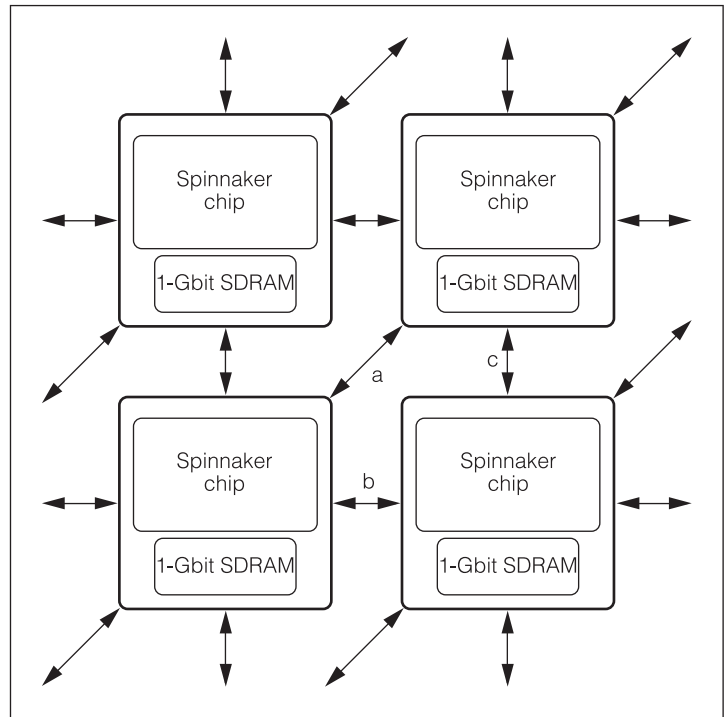 Spinnaker
chip
1-Gbit SDRAM
Spinnaker
chip
1-Gbit SDRAM
a
c
Spinnaker
chip
1-Gbit SDRAM
b
Spinnaker
chip
1-Gbit SDRAM